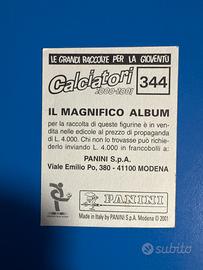 LE GRANDI RACCOLTE PER LA GIOVENTÙ
Calciatori
2000-2001
344
IL MAGNIFICO ALBUM
per la raccolta di queste figurine è in ven-
dita nelle edicole al prezzo di propaganda
di L. 4.000. Chi non lo trovasse può richie-
derlo inviando L. 4.000 in francobolli a:
PANINI S.p.A.
Viale Emilio Po, 380 - 41100 MODENA
PANINI
Made in Italy by PANINI S.p.A. Modena © 2001
subito